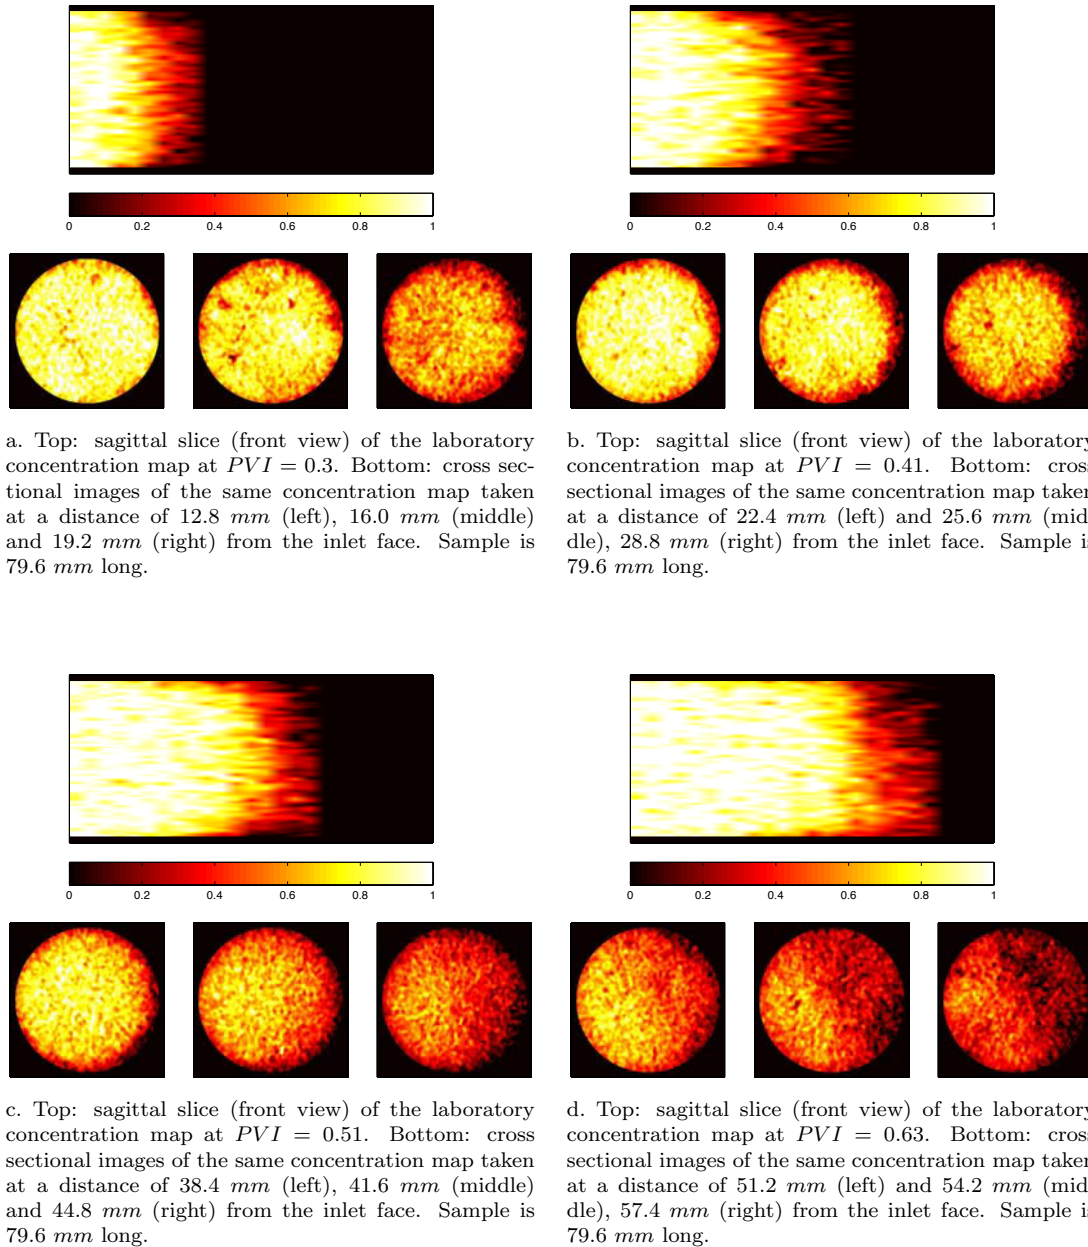 0 0.2 0.4 0.6 0.8 1
0 0.2 0.4 0.6 0.8 1
a. Top: sagittal slice (front view) of the laboratory
concentration map at PVI = 0.3. Bottom: cross sec-
tional images of the same concentration map taken
at a distance of 12.8 mm (left), 16.0 mm (middle)
and 19.2 mm (right) from the inlet face. Sample is
79.6 mm long.
b. Top: sagittal slice (front view) of the laboratory
concentration map at PVI = 0.41. Bottom: cross
sectional images of the same concentration map taken
at a distance of 22.4 mm (left) and 25.6 mm (mid-
dle), 28.8 mm (right) from the inlet face. Sample is
79.6 mm long.
0 0.2 0.4 0.6 0.8 1
0 0.2 0.4 0.6 0.8 1
c. Top: sagittal slice (front view) of the laboratory
concentration map at PVI = 0.51. Bottom: cross
sectional images of the same concentration map taken
at a distance of 38.4 mm (left), 41.6 mm (middle)
and 44.8 mm (right) from the inlet face. Sample is
79.6 mm long.
d. Top: sagittal slice (front view) of the laboratory
concentration map at PVI = 0.63. Bottom: cross
sectional images of the same concentration map taken
at a distance of 51.2 mm (left) and 54.2 mm (mid-
dle), 57.4 mm (right) from the inlet face. Sample is
79.6 mm long.